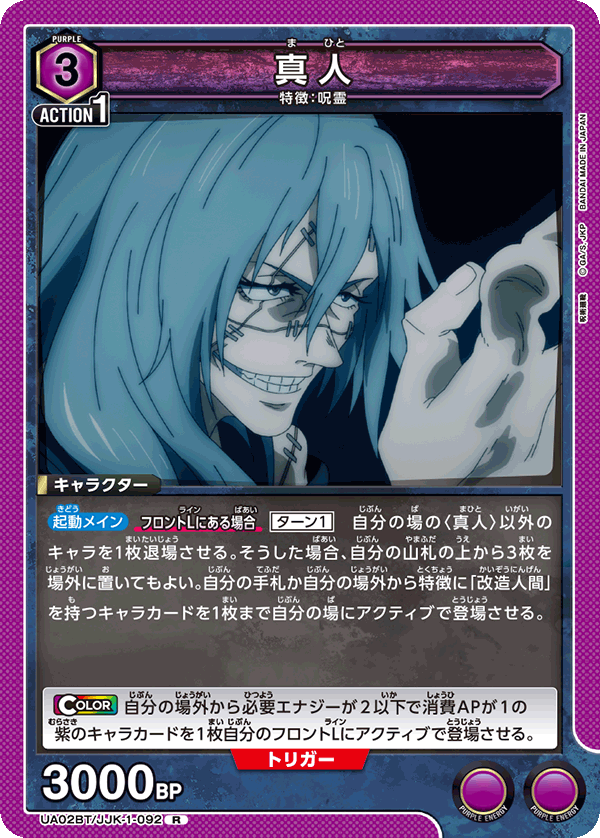 PURPLE
3
ACTION 1
まひと
真人
特徴:呪霊
©GA/S,JKP BANDAI MADE IN JAPAN
呪術廻戦
キャラクター
起動メイン フロントLにある場合 ターン1 自分の場の〈真人〉以外の
キャラを1枚退場させる。そうした場合、自分の山札の上から3枚を
場外に置いてもよい。自分の手札か自分の場外から特徴に「改造人間」
を持つキャラカードを1枚まで自分の場にアクティブで登場させる。
COLOR 自分の場外から必要エナジーが2以下で消費APが1の
紫のキャラカードを1枚自分のフロントLにアクティブで登場させる。
トリガー
3000BP
PURPLE ENERGY PURPLE ENERGY
UA02BT/JJK-1-092 R